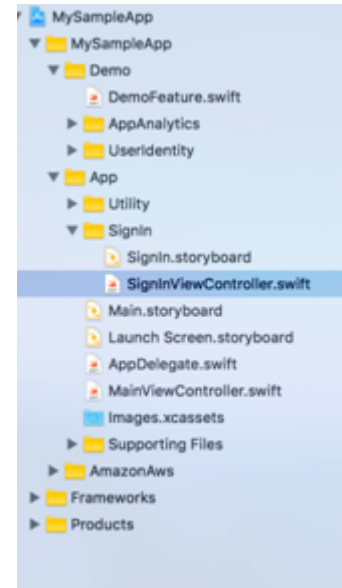 MySampleApp
MySampleApp
Demo
DemoFeature.swift
AppAnalytics
UserIdentity
App
Utility
SignIn
SignIn.storyboard
SignInViewController.swift
Main.storyboard
Launch Screen.storyboard
AppDelegate.swift
MainViewController.swift
Images.xcassets
Supporting Files
AmazonAws
Frameworks
Products